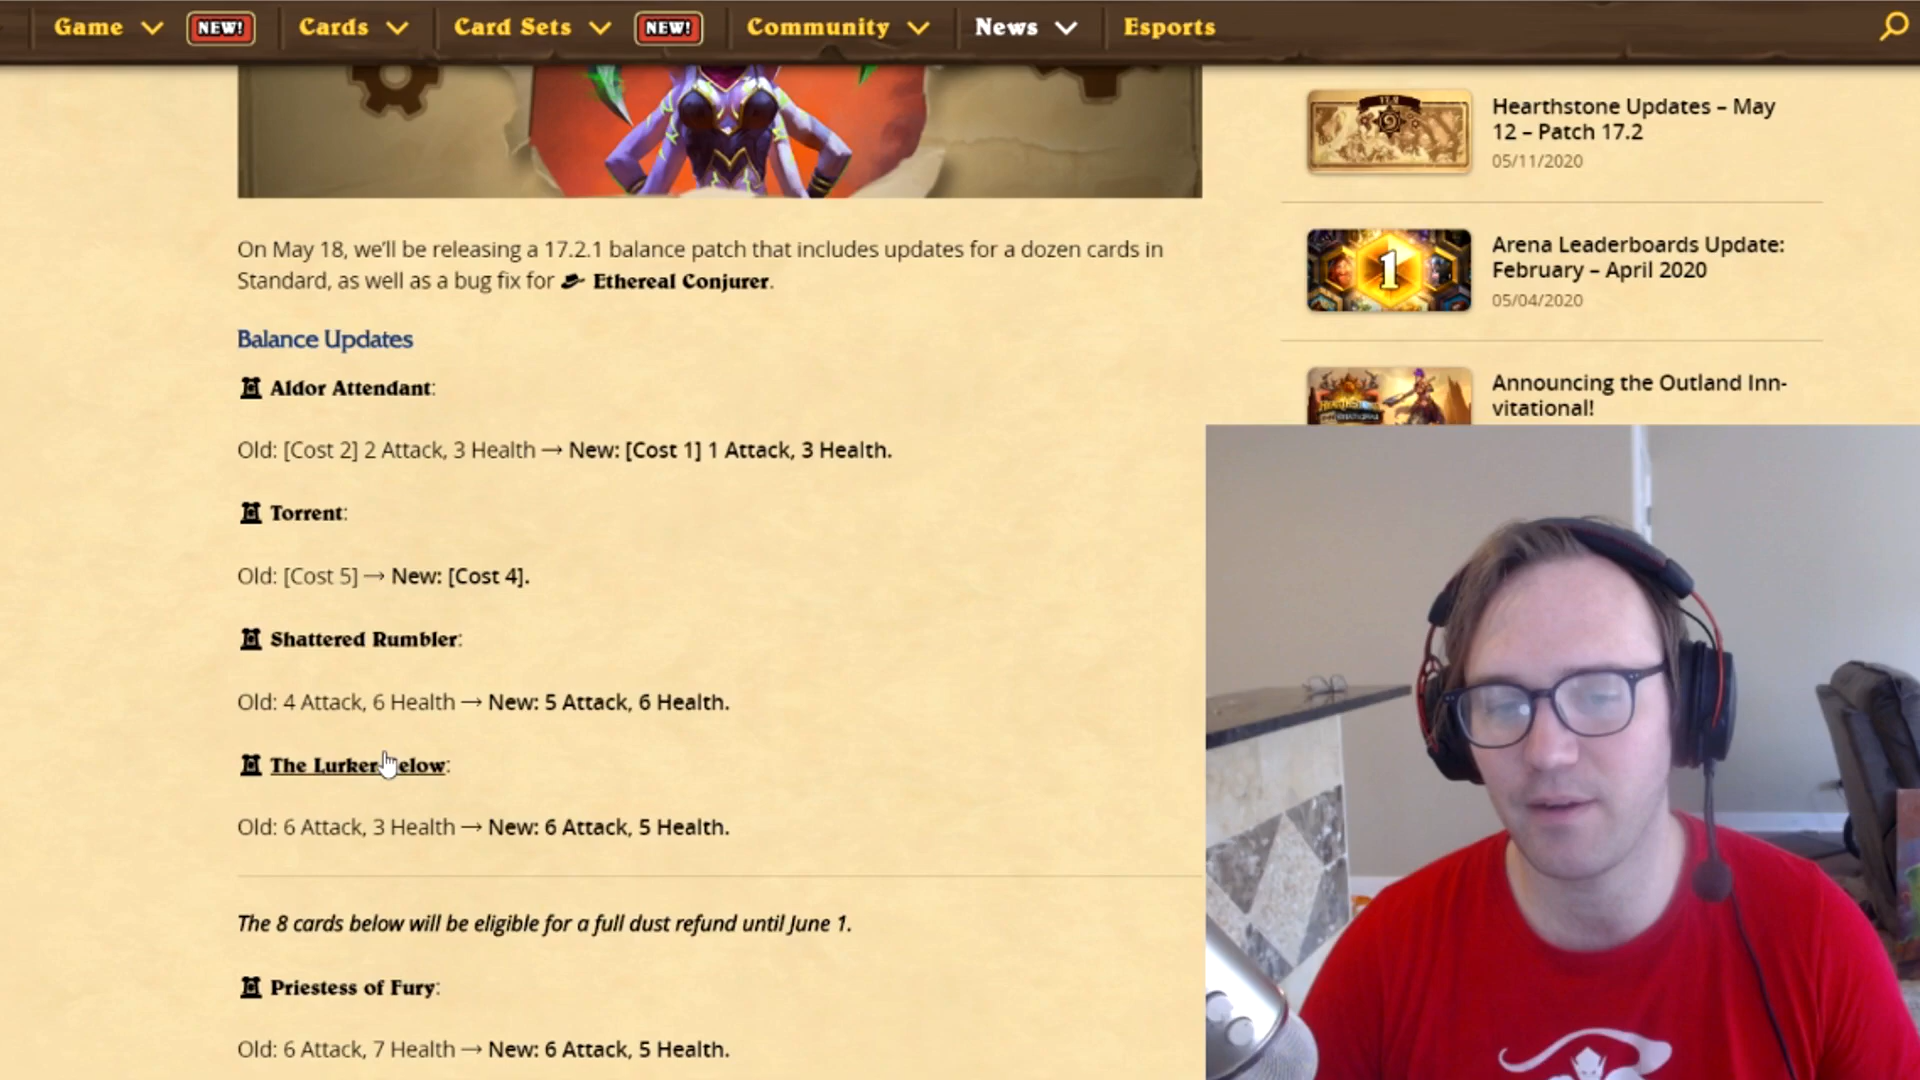 Game NEW! Cards Card Sets NEW! Community News Esports
On May 18, we'll be releasing a 17.2.1 balance patch that includes updates for a dozen cards in
Standard, as well as a bug fix for Ethereal Conjurer.
Balance Updates
Aldor Attendant:
Old: [Cost 2] 2 Attack, 3 Health → New: [Cost 1] 1 Attack, 3 Health.
Torrent:
Old: [Cost 5] → New: [Cost 4].
Shattered Rumbler:
Old: 4 Attack, 6 Health → New: 5 Attack, 6 Health.
The Lurker Below:
Old: 6 Attack, 3 Health → New: 6 Attack, 5 Health.
The 8 cards below will be eligible for a full dust refund until June 1.
Priestess of Fury:
Old: 6 Attack, 7 Health → New: 6 Attack, 5 Health.
17.2
Hearthstone Updates – May
12 – Patch 17.2
05/11/2020
1
Arena Leaderboards Update:
February – April 2020
05/04/2020
Announcing the Outland Inn-
vitational!